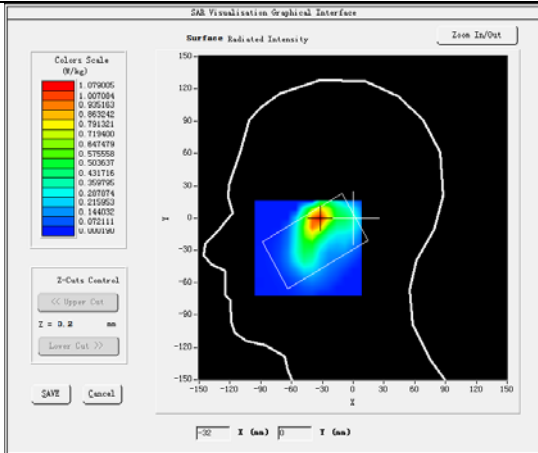 SAR Visualisation Graphical Interface
Surface Radiated Intensity
Zoom In/Out
Colors Scale
(W/kg)
1.079005
1.007084
0.935163
0.863242
0.791321
0.719400
0.647479
0.575558
0.503637
0.431716
0.359795
0.287874
0.215953
0.144032
0.072111
0.000190
150
90
60
30
0
-30
-60
-90
-120
-150
Y
-150 -120 -90 -60 -30 0 30 60 90 120 150
X
Z-Cuts Control
<< Upper Cut
Z = 0.2 mm
Lower Cut >>
SAVE Cancel
-32 X (mm) 0 Y (mm)